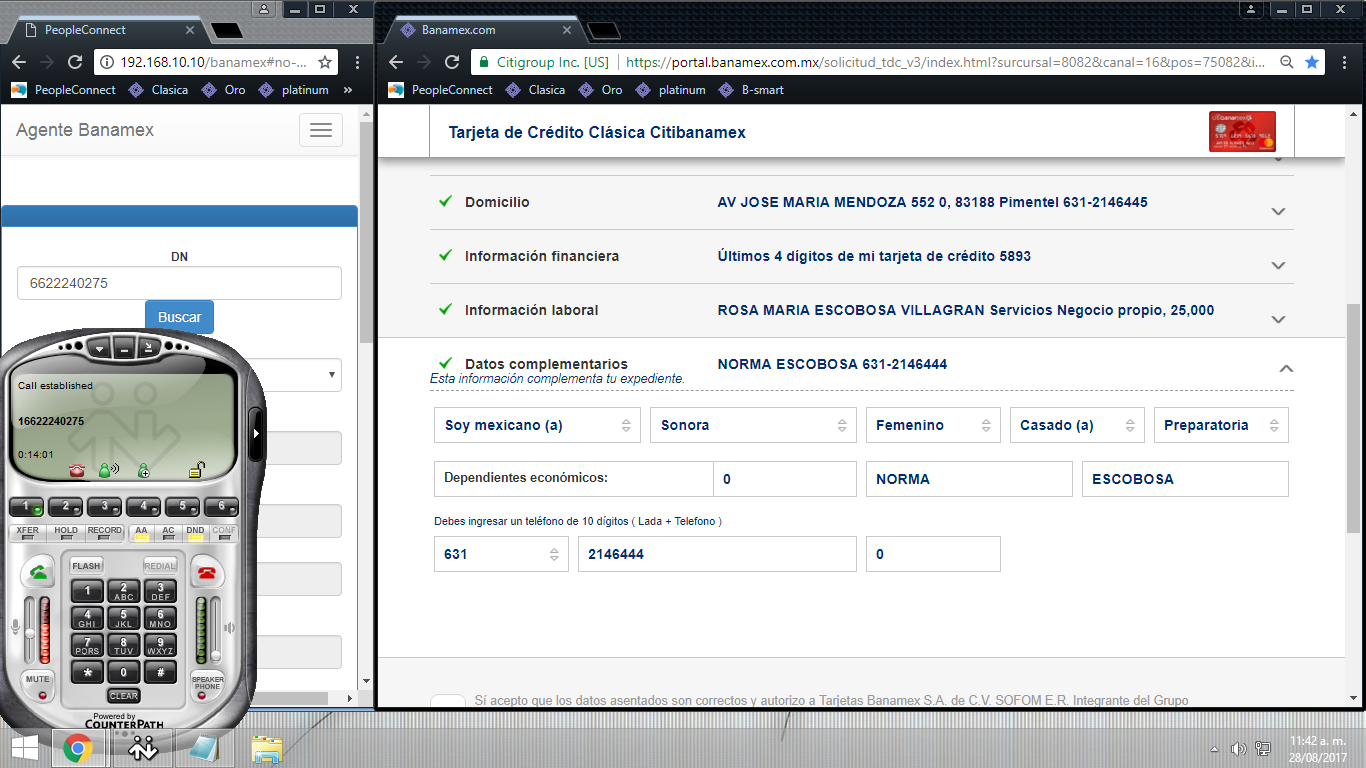 PeopleConnect
192.168.10.10/banamex#no-...
PeopleConnect Clasica Oro platinum »
Agente Banamex
DN
6622240275
Buscar
Call established
16622240275
0:14:01
1 2 3 4 5 6
XFER HOLD RECORD AA AC DND CONF
FLASH REDIAL
1 2 ABC 3 DEF
4 GHI 5 JKL 6 MNO
7 PQRS 8 TUV 9 WXYZ
* 0 #
MUTE CLEAR SPEAKER PHONE
Powered by
COUNTERPATH
Banamex.com
Citigroup Inc. [US] https://portal.banamex.com.mx/solicitud_tdc_v3/index.html?surcursal=8082&canal=16&pos=75082&i...
PeopleConnect Clasica Oro platinum B-smart
Tarjeta de Crédito Clásica Citibanamex
Domicilio AV JOSE MARIA MENDOZA 552 0, 83188 Pimentel 631-2146445
Información financiera Últimos 4 dígitos de mi tarjeta de crédito 5893
Información laboral ROSA MARIA ESCOBOSA VILLAGRAN Servicios Negocio propio, 25,000
Datos complementarios NORMA ESCOBOSA 631-2146444
Esta información complementa tu expediente.
Soy mexicano (a) Sonora Femenino Casado (a) Preparatoria
Dependientes económicos: 0 NORMA ESCOBOSA
Debes ingresar un teléfono de 10 dígitos ( Lada + Telefono )
631 2146444 0
Sí acepto que los datos asentados son correctos y autorizo a Tarjetas Banamex S.A. de C.V. SOFOM E.R. Integrante del Grupo
11:42 a. m.
28/08/2017